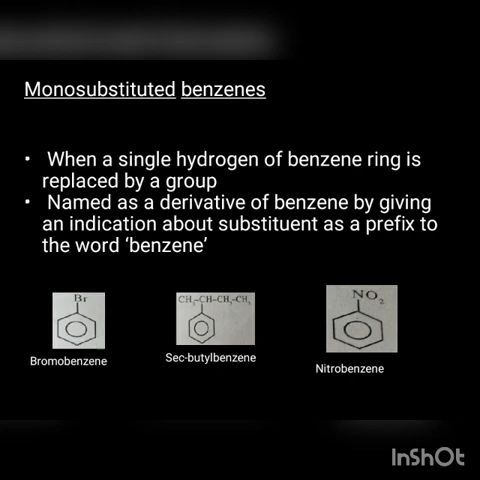 Monosubstituted benzenes
• When a single hydrogen of benzene ring is
replaced by a group
• Named as a derivative of benzene by giving
an indication about substituent as a prefix to
the word ‘benzene’
Br
CH₃-CH-CH₂-CH₃
NO₂
Bromobenzene
Sec-butylbenzene
Nitrobenzene
InShOt